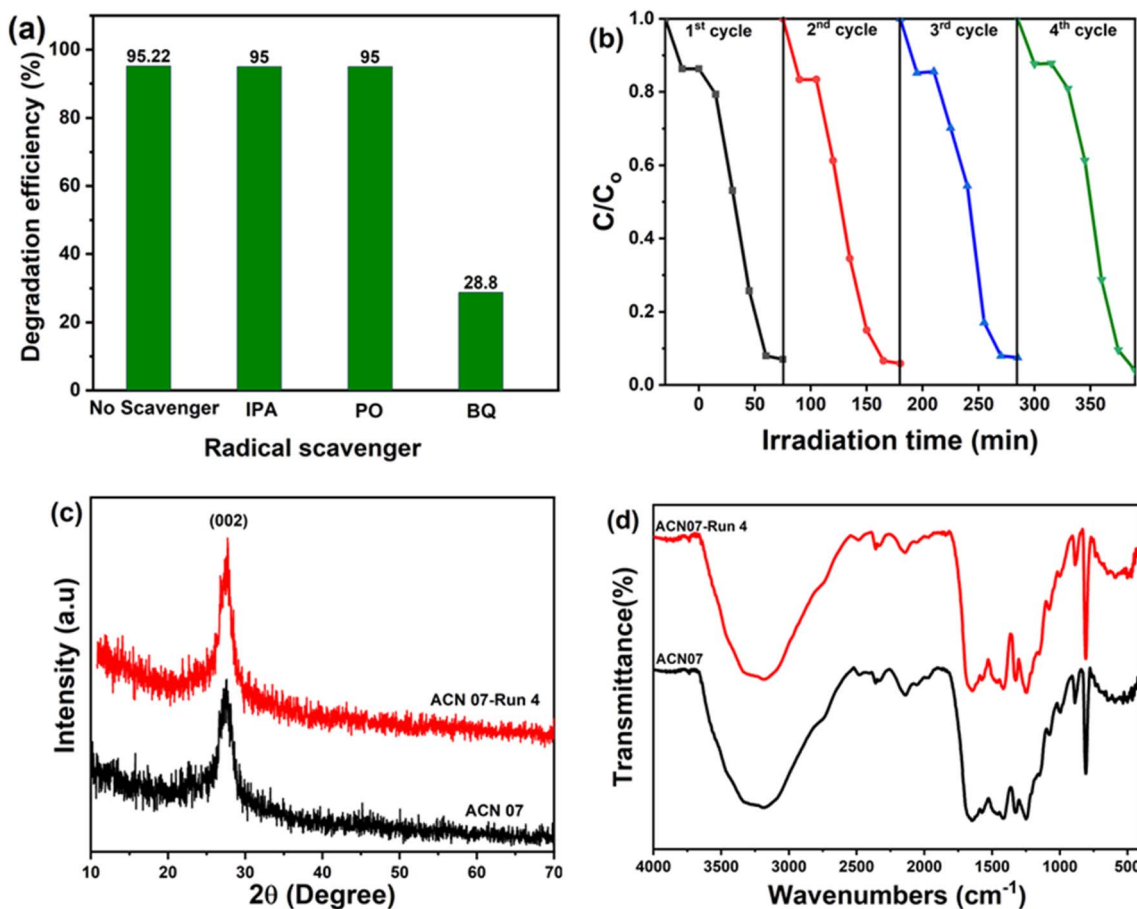 (a)
Degradation efficiency (%)
100
80
60
40
20
0
95.22
95
95
28.8
No Scavenger IPA PO BQ
Radical scavenger
(b)
C/C₀
1.0
0.8
0.6
0.4
0.2
0.0
1ˢᵗ cycle 2ⁿᵈ cycle 3ʳᵈ cycle 4ᵗʰ cycle
0 50 100 150 200 250 300 350
Irradiation time (min)
(c)
Intensity (a.u)
(002)
ACN 07-Run 4
ACN 07
10 20 30 40 50 60 70
2θ (Degree)
(d)
Transmittance(%)
ACN07-Run 4
ACN07
4000 3500 3000 2500 2000 1500 1000 500
Wavenumbers (cm⁻¹)